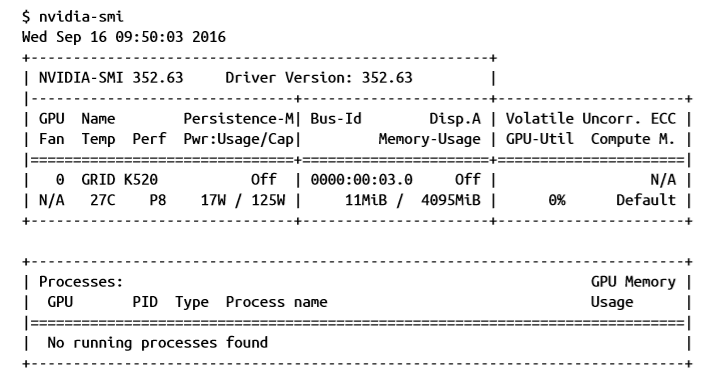 $ nvidia-smi
Wed Sep 16 09:50:03 2016
+------------------------------------------------------+
| NVIDIA-SMI 352.63     Driver Version: 352.63         |
|-------------------------------+----------------------+----------------------+
| GPU  Name        Persistence-M| Bus-Id        Disp.A | Volatile Uncorr. ECC |
| Fan  Temp  Perf  Pwr:Usage/Cap|         Memory-Usage | GPU-Util  Compute M. |
|===============================+======================+======================|
|   0  GRID K520           Off  | 0000:00:03.0     Off |                  N/A |
| N/A   27C    P8    17W / 125W |     11MiB /  4095MiB |      0%      Default |
+-------------------------------+----------------------+----------------------+
+-----------------------------------------------------------------------------+
| Processes:                                                       GPU Memory |
|  GPU       PID  Type  Process name                               Usage      |
|=============================================================================|
|  No running processes found                                                 |
+-----------------------------------------------------------------------------+